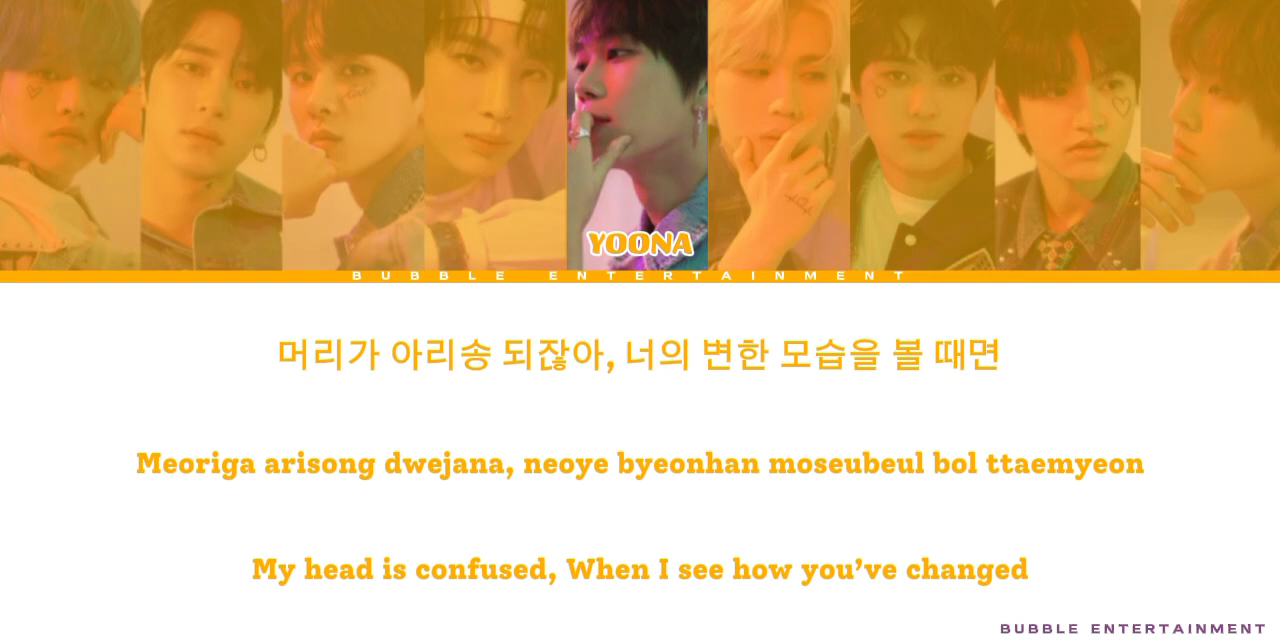 YOONA
BUBBLE ENTERTAINMENT
머리가 아리송 되잖아, 너의 변한 모습을 볼 때면
Meoriga arisong dwejana, neoye byeonhan moseubeul bol ttaemyeon
My head is confused, When I see how you’ve changed
BUBBLE ENTERTAINMENT